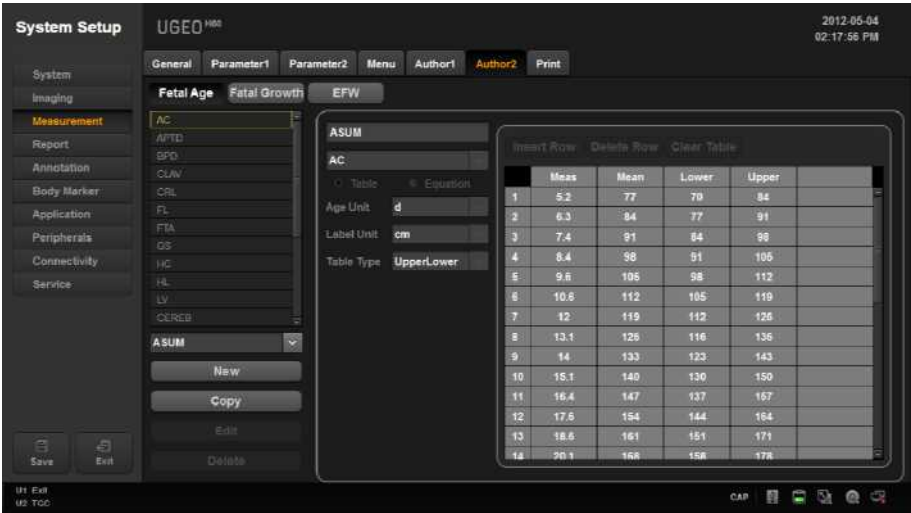 System Setup
UGEO H60
2012-05-04
02:17:56 PM
General Parameter1 Parameter2 Menu Author1 Author2 Print
System
Imaging
Measurement
Report
Annotation
Body Marker
Application
Peripherals
Connectivity
Service
Save Exit
Fetal Age Fatal Growth EFW
AC
APTD
BPD
CLAV
CRL
FL
FTA
GS
HC
HL
LV
CEREB
ASUM
New
Copy
Edit
Delete
ASUM
AC
Table Equation
Age Unit d
Label Unit cm
Table Type UpperLower
Insert Row Delete Row Clear Table
Meas Mean Lower Upper
1 5.2 77 70 84
2 6.3 84 77 91
3 7.4 91 84 98
4 8.4 98 91 105
5 9.6 105 98 112
6 10.6 112 105 119
7 12 119 112 126
8 13.1 126 116 136
9 14 133 123 143
10 15.1 140 130 150
11 16.4 147 137 157
12 17.6 154 144 164
13 18.6 161 151 171
14 20.1 168 158 178
U1 Exit
U2 TGC
CAP